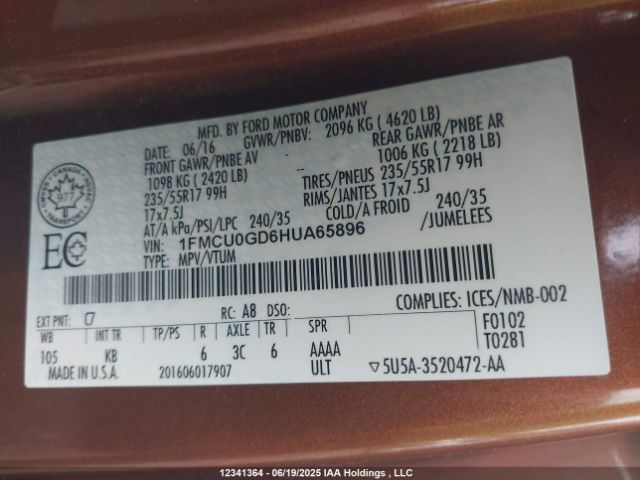 MFD. BY FORD MOTOR COMPANY
DATE: 06/16 GVWR/PNBV: 2096 KG ( 4620 LB)
FRONT GAWR/PNBE AV REAR GAWR/PNBE AR
1098 KG ( 2420 LB) 1006 KG ( 2218 LB)
235/55R17 99H TIRES/PNEUS 235/55R17 99H
17x7.5J RIMS/JANTES 17x7.5J
AT/A kPa/PSI/LPC 240/35 COLD/A FROID 240/35
VIN: 1FMCU0GD6HUA65896 /JUMELEES
TYPE: MPV/VTUM
CANADA
TRANSPORT
977
EC
EXT PNT: C7 RC: A8 DSO: COMPLIES: ICES/NMB-002
WB INT TR TP/PS R AXLE TR SPR F0102
105 KB 6 3C 6 AAAA T0281
MADE IN U.S.A. 201606017907 ULT ▽5U5A-3520472-AA
12341364 - 06/19/2025 IAA Holdings , LLC